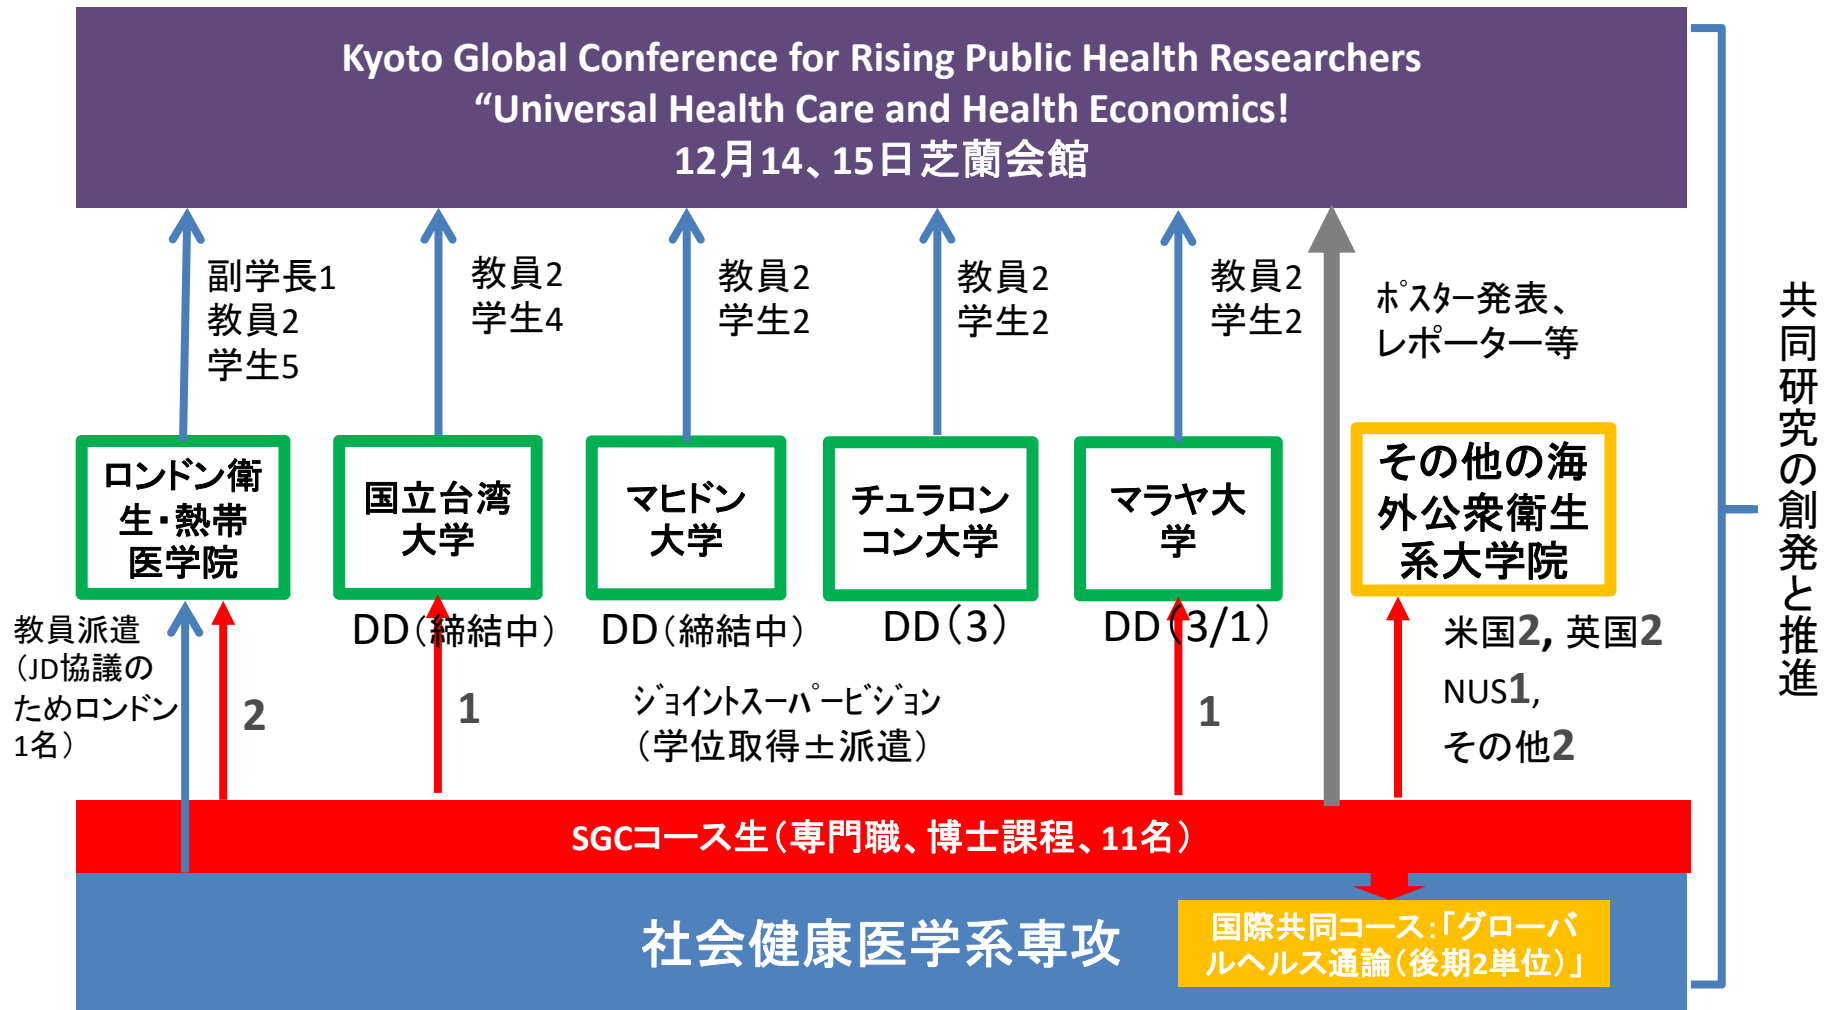 Kyoto Global Conference for Rising Public Health Researchers
“Universal Health Care and Health Economics!
12月14、15日芝蘭会館
副学長1
教員2
学生5
教員2
学生4
教員2
学生2
教員2
学生2
教員2
学生2
ﾎﾟｽﾀｰ発表、
レポーター等
共同研究の創発と推進
ロンドン衛
生・熱帯
医学院
国立台湾
大学
マヒドン
大学
チュラロン
コン大学
マラヤ大
学
その他の海
外公衆衛生
系大学院
教員派遣
（JD協議の
ためロンドン
1名）
2
DD（締結中）
1
DD（締結中）
DD（3）
ｼﾞｮｲﾝﾄｽｰﾊﾟｰﾋﾞｼﾞｮﾝ
（学位取得±派遣）
DD（3/1）
1
米国2, 英国2
NUS1,
その他2
SGCコース生（専門職、博士課程、11名）
社会健康医学系専攻
国際共同コース：「グローバ
ルヘルス通論（後期2単位）」